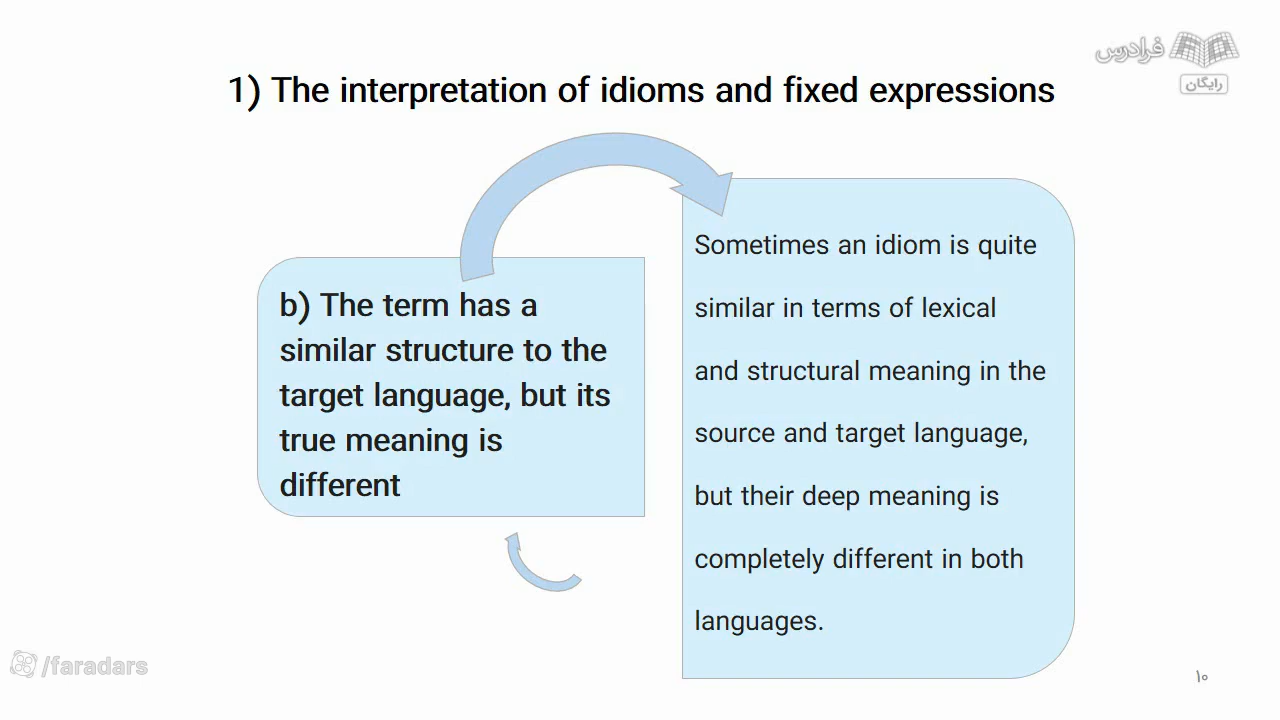 فرادرس
رایگان
1) The interpretation of idioms and fixed expressions
b) The term has a
similar structure to the
target language, but its
true meaning is
different
Sometimes an idiom is quite
similar in terms of lexical
and structural meaning in the
source and target language,
but their deep meaning is
completely different in both
languages.
/faradars
۱۰